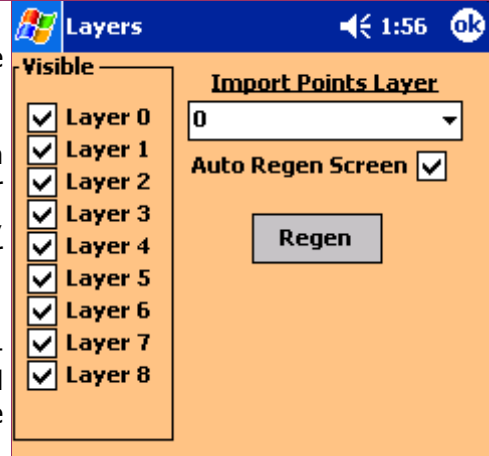 Layers 1:56 ok
Visible
Layer 0
Layer 1
Layer 2
Layer 3
Layer 4
Layer 5
Layer 6
Layer 7
Layer 8
Import Points Layer
0
Auto Regen Screen
Regen